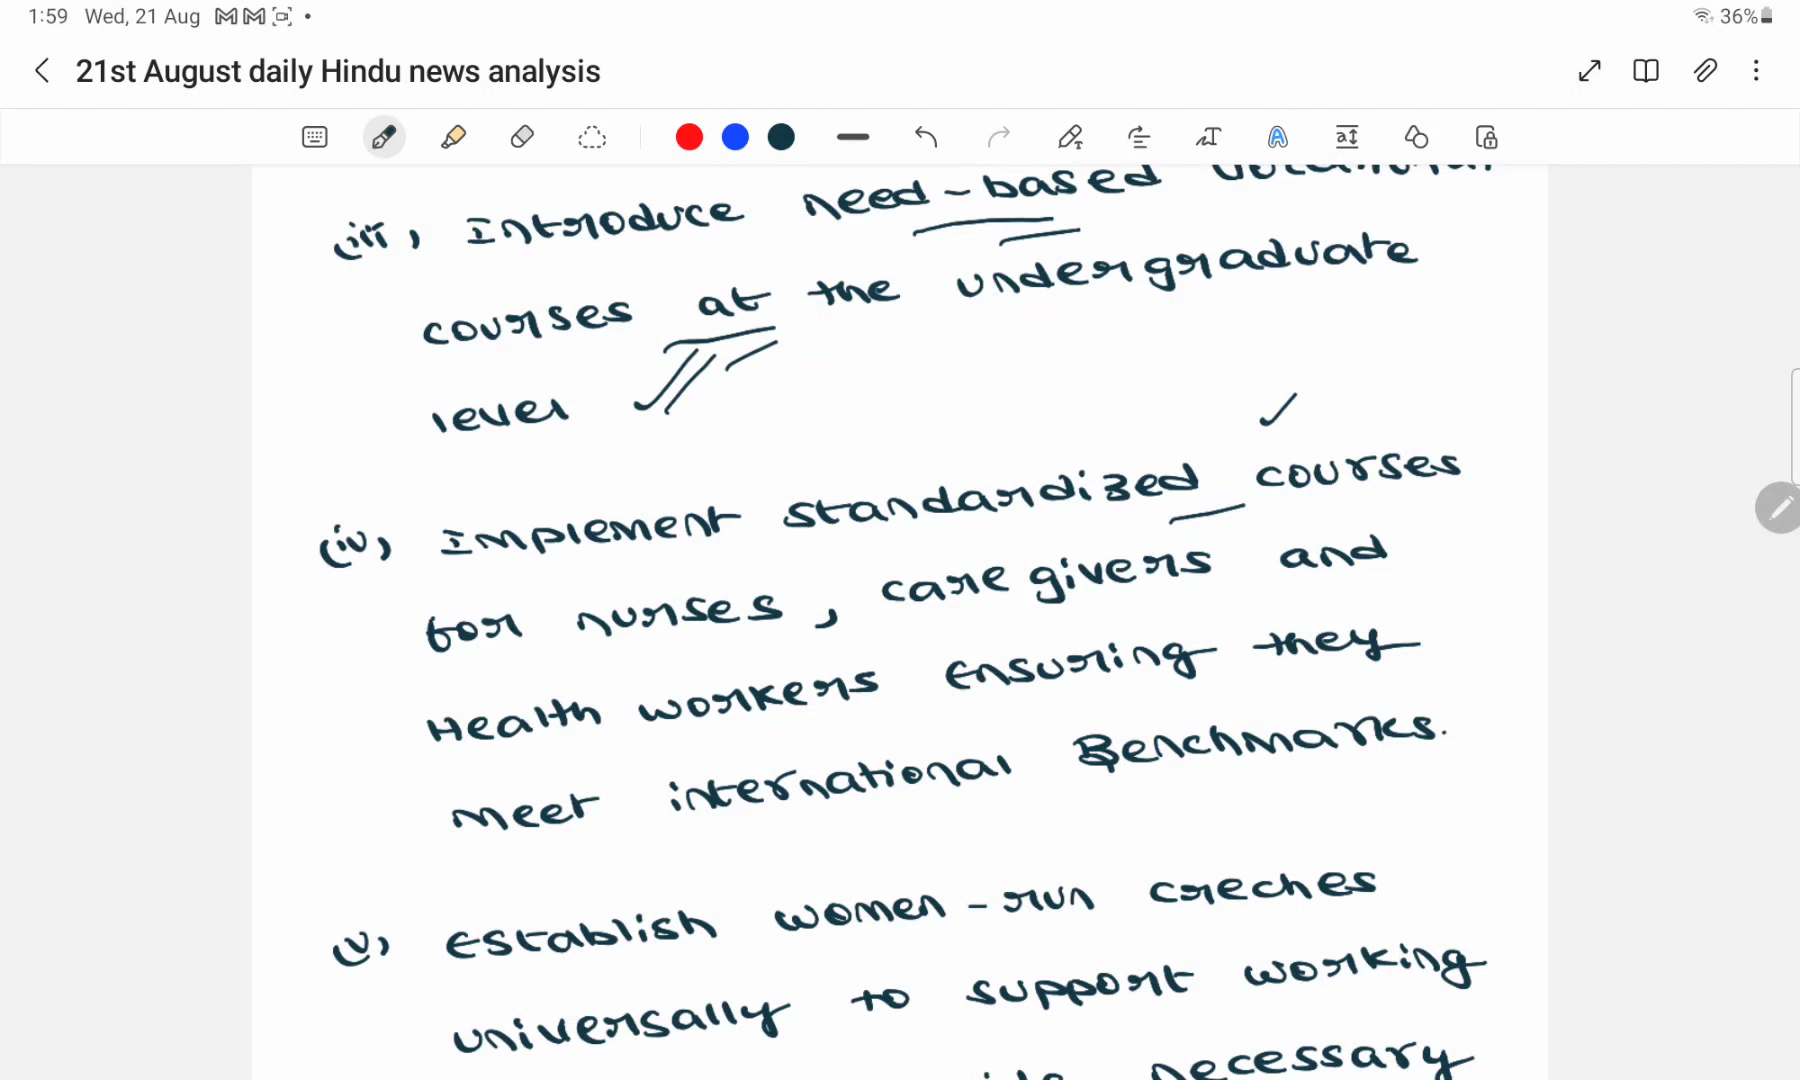 1:59 Wed, 21 Aug 36%
21st August daily Hindu news analysis
(iii) Introduce need-based
courses at the undergraduate
level
(iv) Implement standardized courses
for nurses, care givers and
Health workers ensuring they
meet international Benchmarks.
(v) Establish women-run creches
universally to support working
necessary